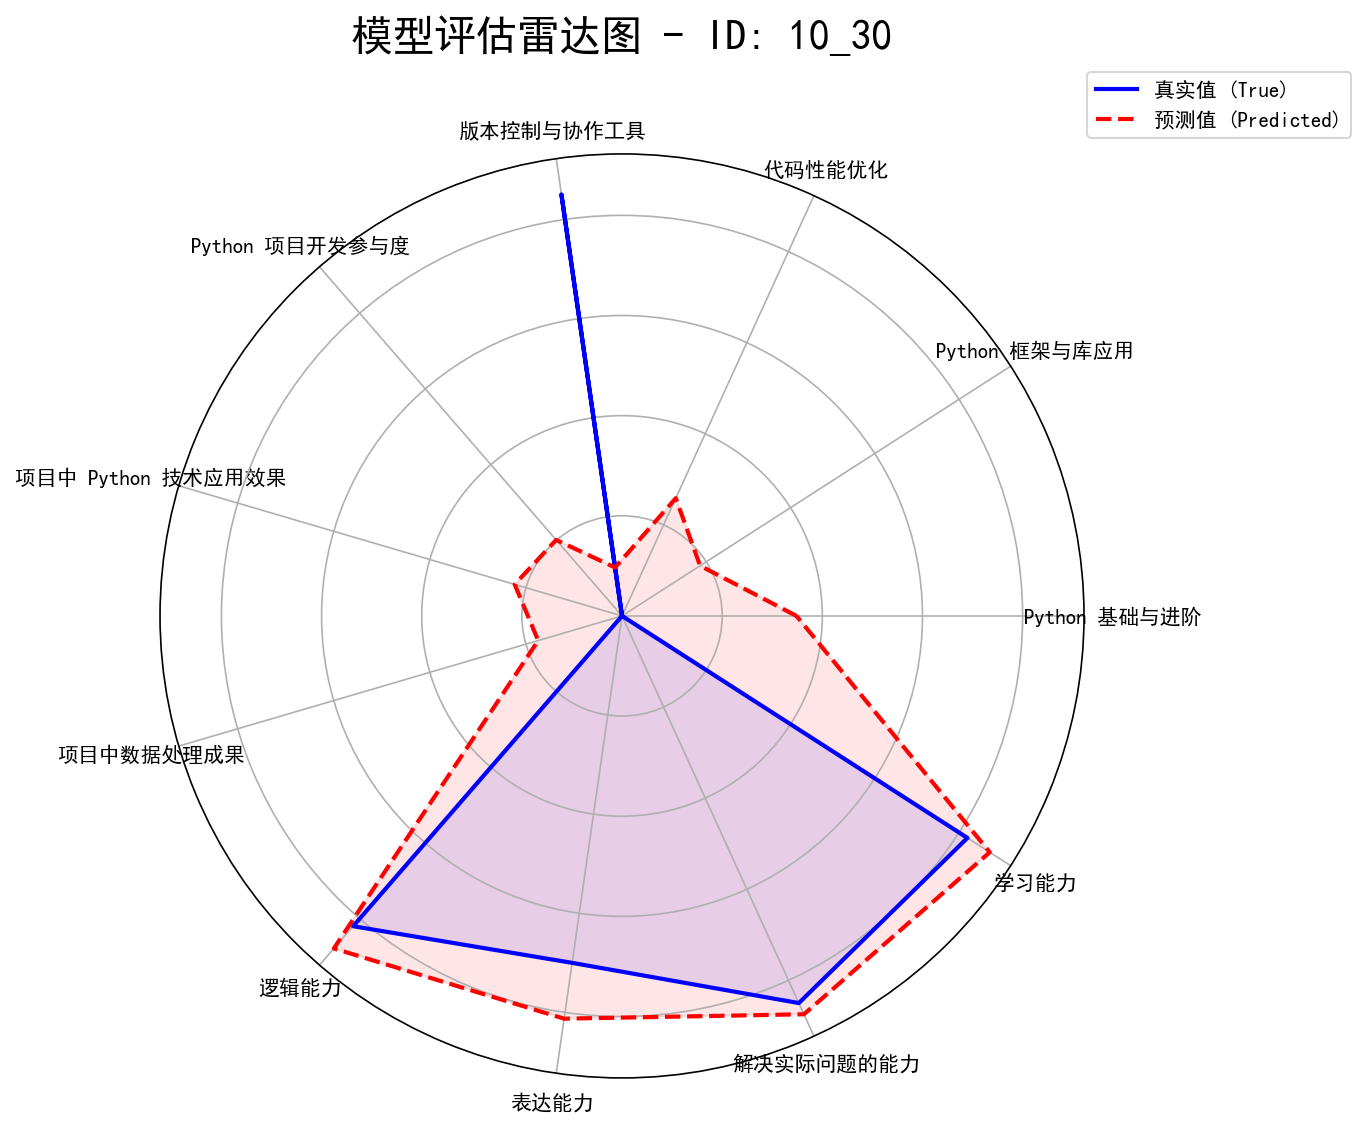 模型评估雷达图 - ID: 10_30
真实值 (True)
预测值 (Predicted)
版本控制与协作工具
代码性能优化
Python 项目开发参与度
Python 框架与库应用
项目中 Python 技术应用效果
Python 基础与进阶
项目中数据处理成果
学习能力
逻辑能力
解决实际问题的能力
表达能力